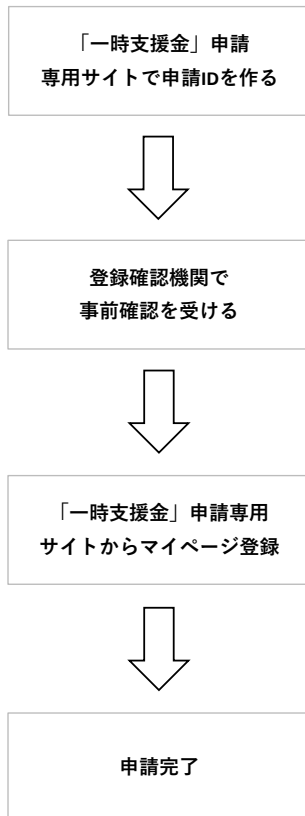 「一時支援金」申請
専用サイトで申請IDを作る
登録確認機関で
事前確認を受ける
「一時支援金」申請専用
サイトからマイページ登録
申請完了